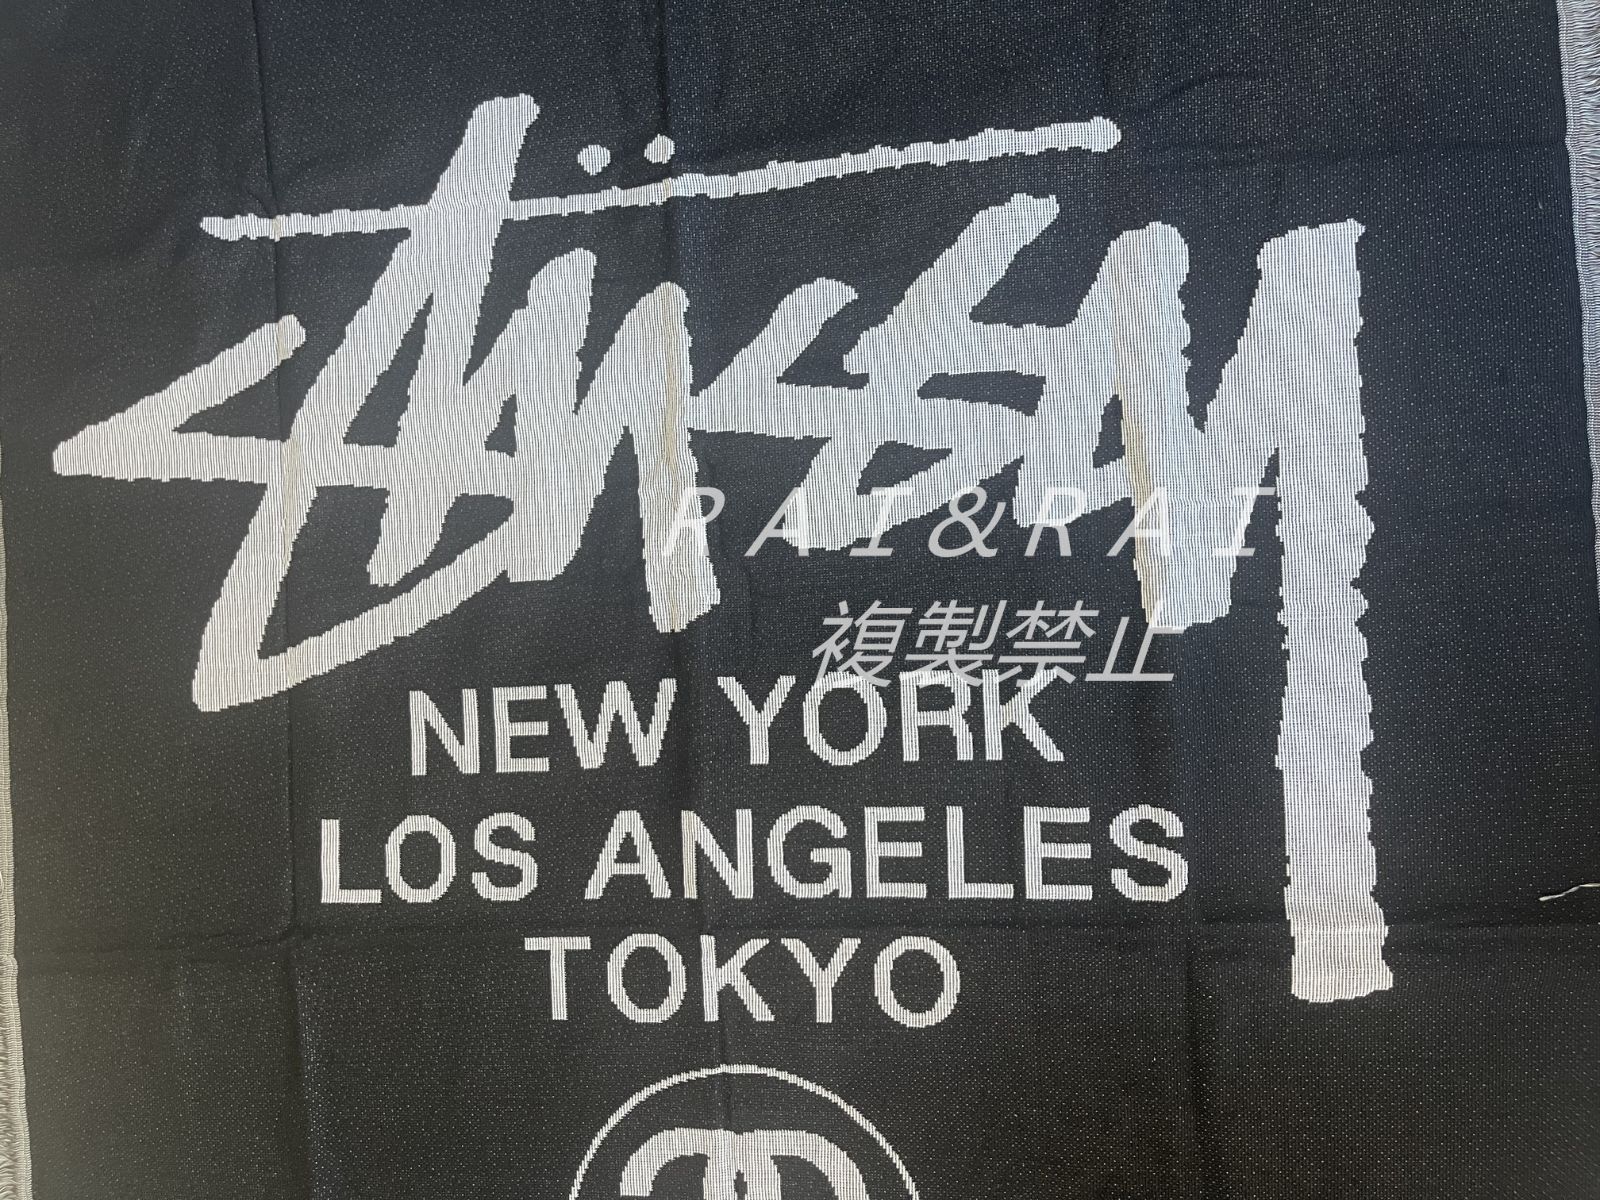 STÜSSY
RAI&RAI
複製禁止
NEW YORK
LOS ANGELES
TOKYO